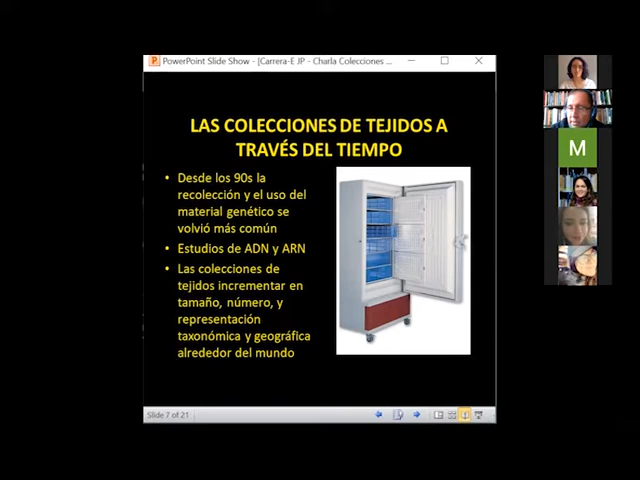 PowerPoint Slide Show - [Carrera-E JP - Charla Colecciones ...
LAS COLECCIONES DE TEJIDOS A
TRAVÉS DEL TIEMPO
• Desde los 90s la
recolección y el uso del
material genético se
volvió más común
• Estudios de ADN y ARN
• Las colecciones de
tejidos incrementar en
tamaño, número, y
representación
taxonómica y geográfica
alrededor del mundo
Slide 7 of 21
M